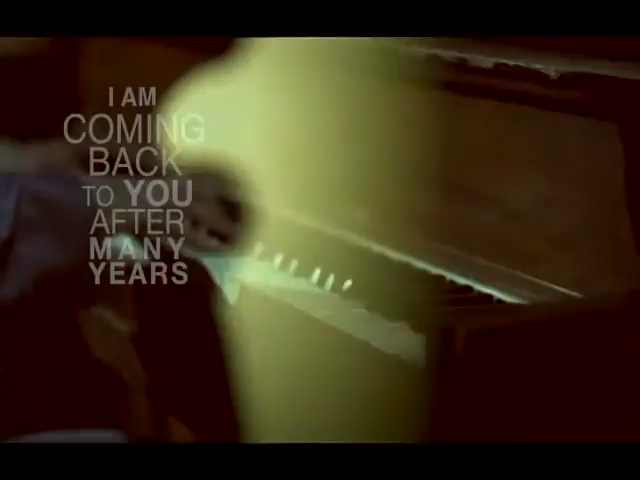 I AM
COMING
BACK
TO YOU
AFTER
MANY
YEARS